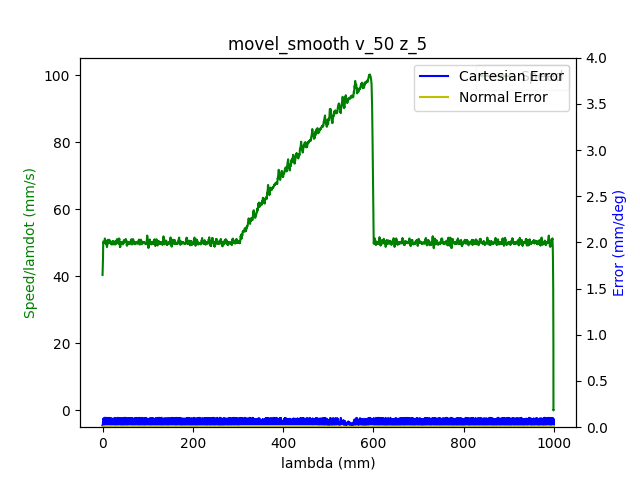 movel_smooth v_50 z_5
100
80
60
40
20
0
Speed/lamdot (mm/s)
4.0
3.5
3.0
2.5
2.0
1.5
1.0
0.5
0.0
Error (mm/deg)
Cartesian Error
Normal Error
0 200 400 600 800 1000
lambda (mm)